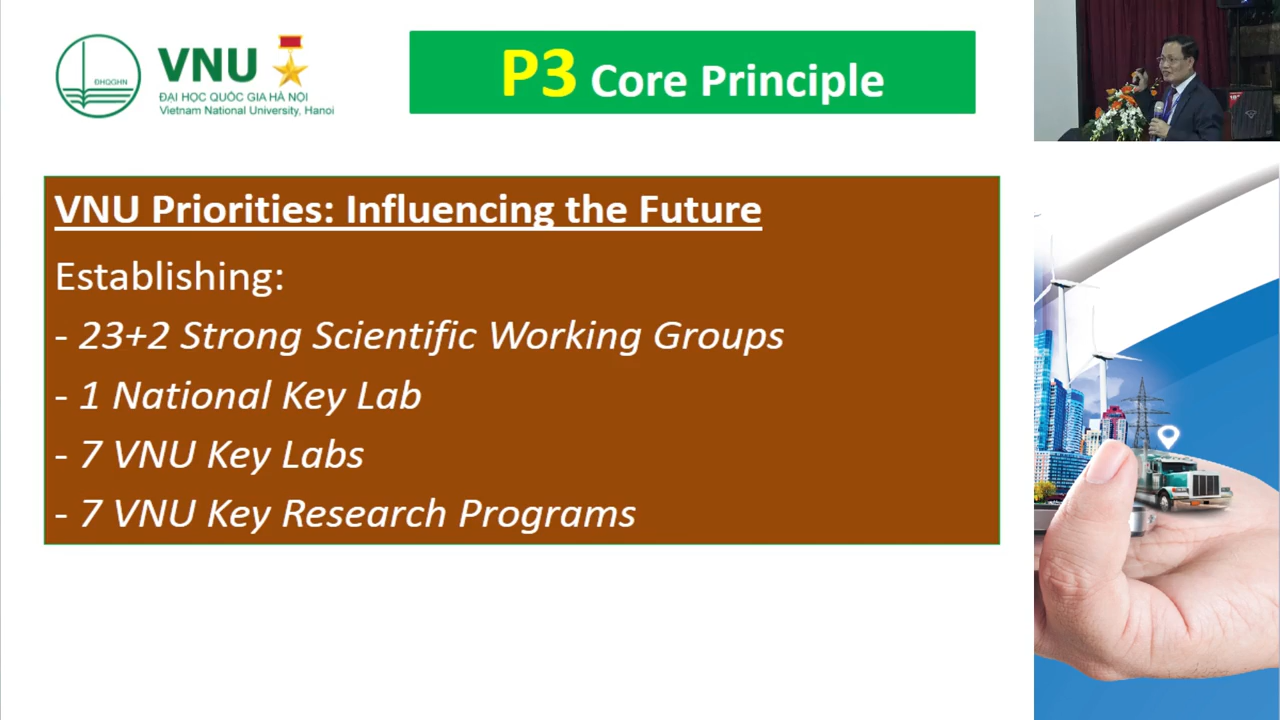 ĐHQGHN
VNU
ĐẠI HỌC QUỐC GIA HÀ NỘI
Vietnam National University, Hanoi
P3 Core Principle
VNU Priorities: Influencing the Future
Establishing:
- 23+2 Strong Scientific Working Groups
- 1 National Key Lab
- 7 VNU Key Labs
- 7 VNU Key Research Programs